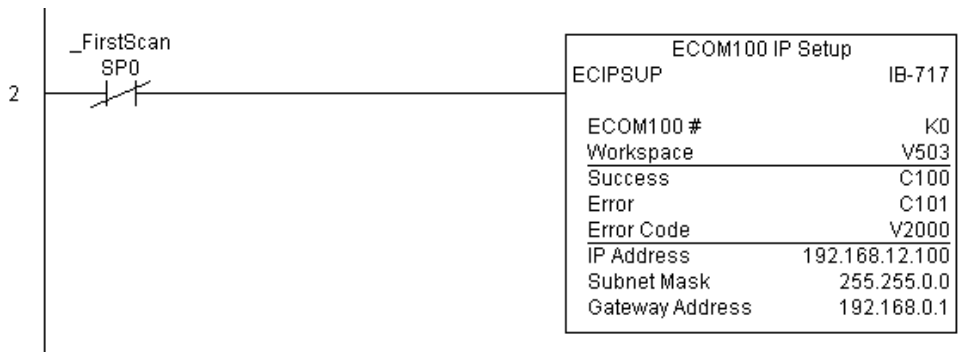 _FirstScan
SP0
2
ECOM100 IP Setup
ECIPSUP IB-717
ECOM100 # K0
Workspace V503
Success C100
Error C101
Error Code V2000
IP Address 192.168.12.100
Subnet Mask 255.255.0.0
Gateway Address 192.168.0.1